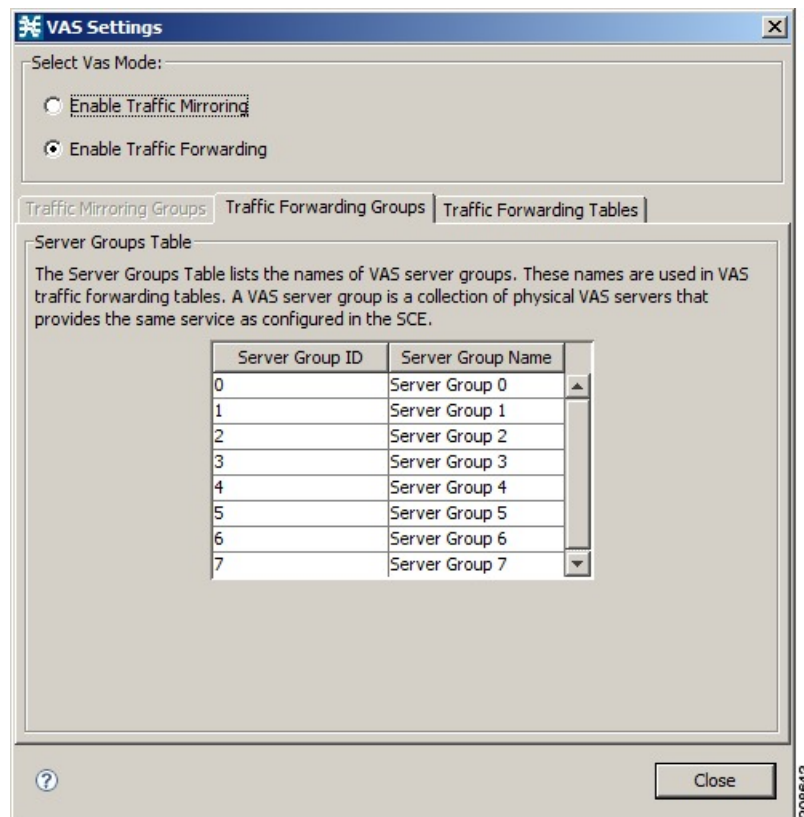 VAS Settings
Select Vas Mode:
Enable Traffic Mirroring
Enable Traffic Forwarding
Traffic Mirroring Groups Traffic Forwarding Groups Traffic Forwarding Tables
Server Groups Table
The Server Groups Table lists the names of VAS server groups. These names are used in VAS
traffic forwarding tables. A VAS server group is a collection of physical VAS servers that
provides the same service as configured in the SCE.
Server Group ID Server Group Name
0 Server Group 0
1 Server Group 1
2 Server Group 2
3 Server Group 3
4 Server Group 4
5 Server Group 5
6 Server Group 6
7 Server Group 7
? Close